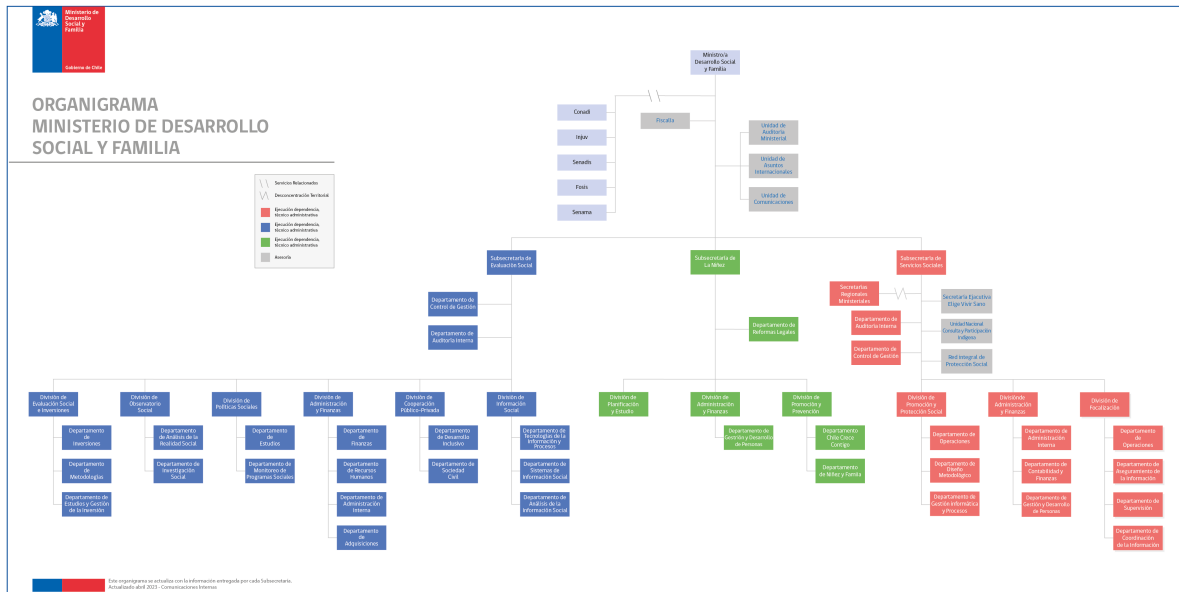 Ministerio de
Desarrollo
Social y
Familia
Gobierno de Chile
ORGANIGRAMA
MINISTERIO DE DESARROLLO
SOCIAL Y FAMILIA
Servicios Relacionados
Desconcentración Territorial
Ejecución dependencia,
técnico administrativa
Ejecución dependencia,
técnico administrativa
Ejecución dependencia,
técnico administrativa
Asesoría
Ministro/a
Desarrollo Social
y Familia
Conadi
Injuv
Senadis
Fosis
Senama
Fiscalía
Unidad de
Auditoría
Ministerial
Unidad de
Asuntos
Internacionales
Unidad de
Comunicaciones
Subsecretaría de
Evaluación Social
Departamento de
Control de Gestión
Departamento de
Auditoría Interna
Subsecretaría de
La Niñez
Departamento de
Reformas Legales
Subsecretaría de
Servicios Sociales
Secretarías
Regionales
Ministeriales
Departamento de
Auditoría Interna
Departamento de
Control de Gestión
Secretaría Ejecutiva
Elige Vivir Sano
Unidad Nacional
Consulta y Participación
Indígena
Red Integral de
Protección Social
División de
Evaluación Social
e Inversiones
Departamento
de
Inversiones
Departamento
de
Metodologías
Departamento de
Estudios y Gestión
de la Inversión
División de
Observatorio
Social
Departamento
de Análisis de la
Realidad Social
Departamento de
Investigación
Social
División de
Políticas Sociales
Departamento
de
Estudios
Departamento de
Monitoreo de
Programas Sociales
División de
Administración
y Finanzas
Departamento
de
Finanzas
Departamento
de Recursos
Humanos
Departamento de
Administración
Interna
Departamento
de
Adquisiciones
División de
Cooperación
Público-Privada
Departamento
de Desarrollo
Inclusivo
Departamento de
Sociedad
Civil
División de
Información
Social
Departamento de
Tecnologías de la
Información y
Procesos
Departamento de
Sistemas de
Información Social
Departamento de
Análisis de la
Información Social
División de
Planificación
y Estudio
División de
Administración
y Finanzas
Departamento de
Gestión y Desarrollo
de Personas
División de
Promoción y
Prevención
Departamento
Chile Crece
Contigo
Departamento
de Niñez y Familia
División de
Promoción y
Protección Social
Departamento de
Operaciones
Departamento de
Diseño
Metodológico
Departamento de
Gestión Informática
y Procesos
Divisiónde
Administración
y Finanzas
Departamento de
Administración
Interna
Departamento de
Contabilidad y
Finanzas
Departamento de
Gestión y Desarrollo
de Personas
División de
Focalización
Departamento
de
Operaciones
Departamento de
Aseguramiento de
la Información
Departamento de
Supervisión
Departamento de
Coordinación
de la Información
Este organigrama se actualiza con la información entregada por cada Subsecretaría.
Actualizado abril 2023 - Comunicaciones Internas